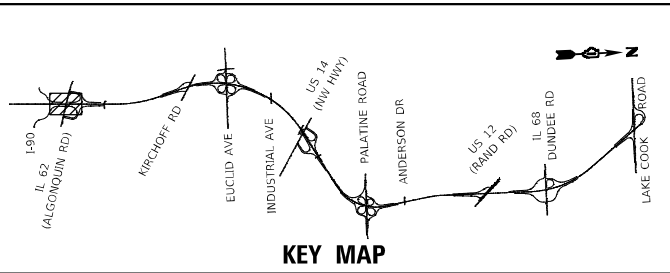 I-90
IL 62
(ALGONQUIN RD)
KIRCHOFF RD
EUCLID AVE
INDUSTRIAL AVE
US 14
(NW HWY)
PALATINE ROAD
ANDERSON DR
US 12
(RAND RD)
IL 68
DUNDEE RD
LAKE COOK ROAD
N
KEY MAP